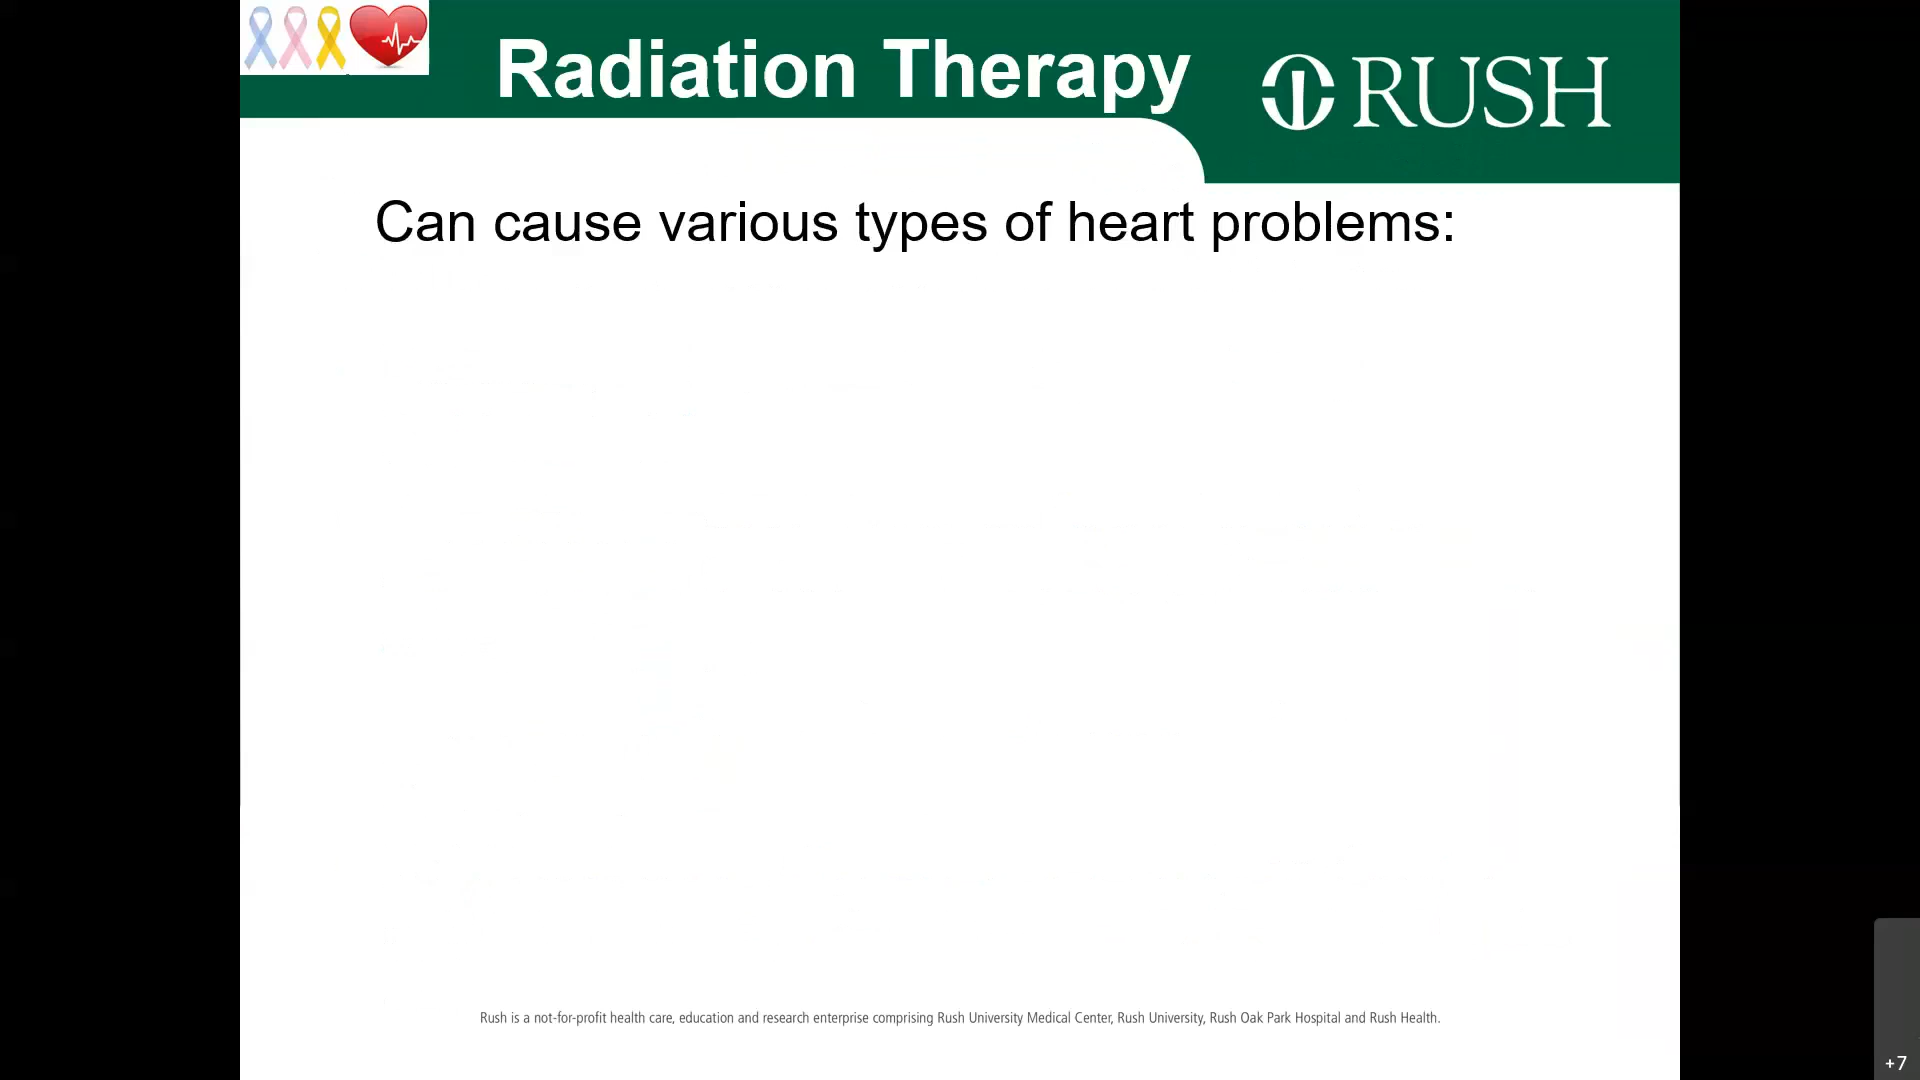 Radiation Therapy
RUSH
Can cause various types of heart problems:
Rush is a not-for-profit health care, education and research enterprise comprising Rush University Medical Center, Rush University, Rush Oak Park Hospital and Rush Health.
+7